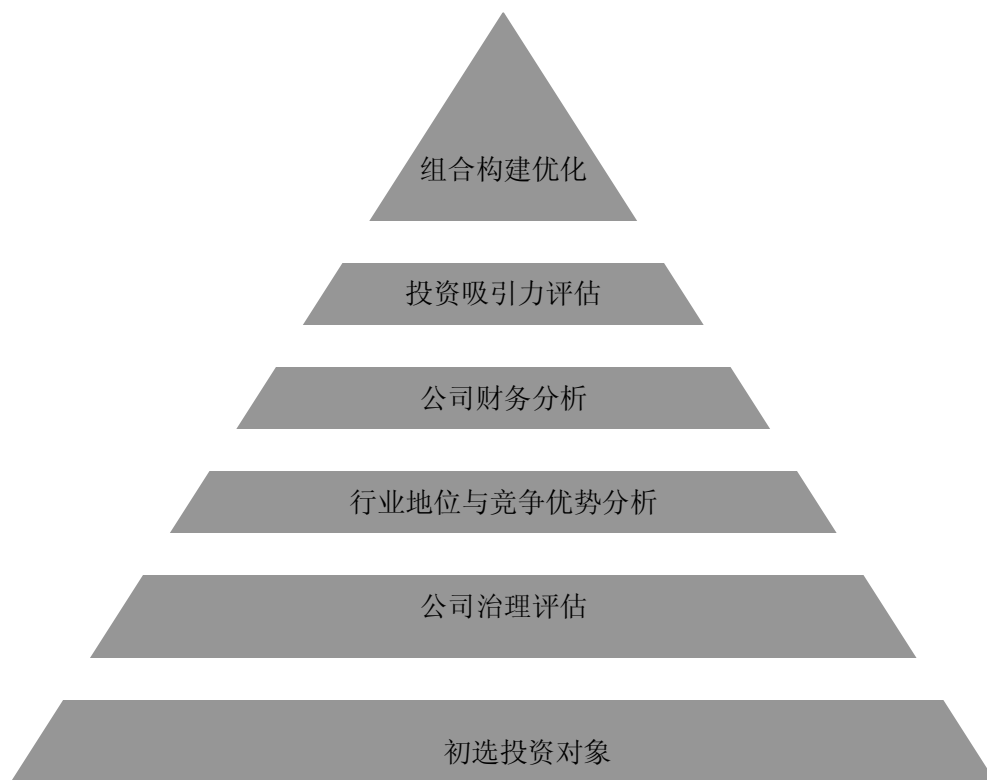 组合构建优化
投资吸引力评估
公司财务分析
行业地位与竞争优势分析
公司治理评估
初选投资对象